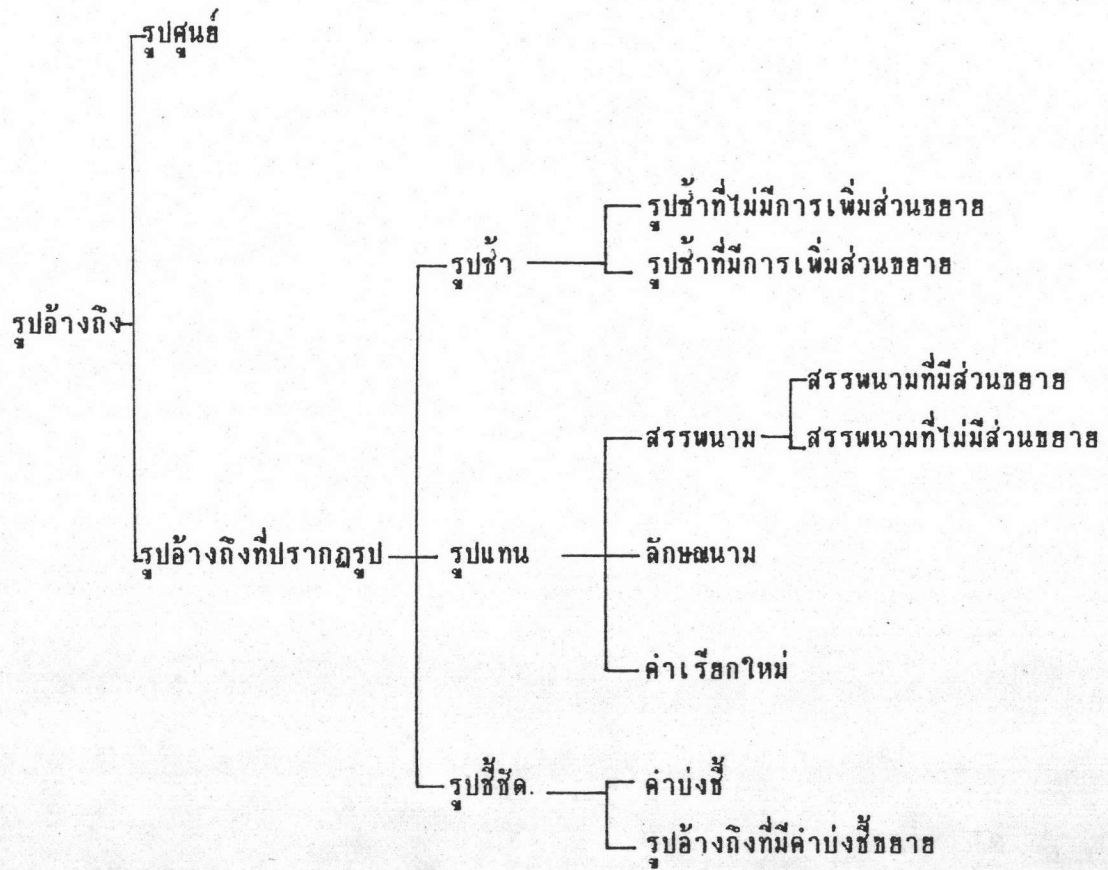 รูปศูนย์
รูปซ้ำที่ไม่มีการเพิ่มส่วนขยาย
รูปซ้ำ
รูปซ้ำที่มีการเพิ่มส่วนขยาย
รูปอ้างถึง
สรรพนามที่มีส่วนขยาย
สรรพนาม
สรรพนามที่ไม่มีส่วนขยาย
รูปอ้างถึงที่ปรากฏรูป
รูปแทน
ลักษณนาม
คำเรียกใหม่
รูปชี้ชัด
คำบ่งชี้
รูปอ้างถึงที่มีคำบ่งชี้ขยาย